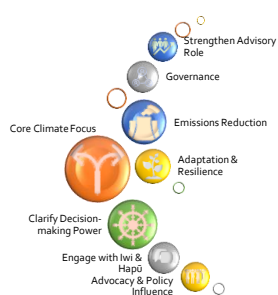 Strengthen Advisory
Role
Governance
Emissions Reduction
Core Climate Focus
Adaptation &
Resilience
Clarify Decision-
making Power
Engage with Iwi &
Hapū
Advocacy & Policy
Influence